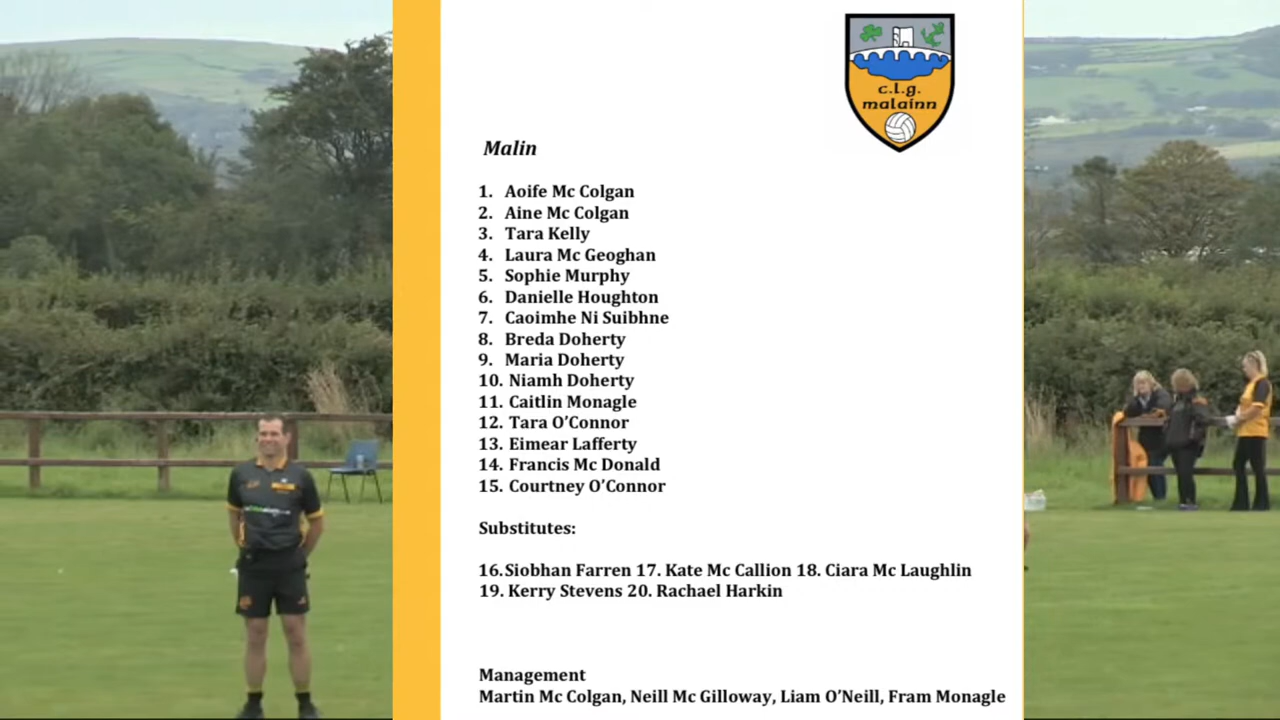 c.l.g.
malainn
Malin
1. Aoife Mc Colgan
2. Aine Mc Colgan
3. Tara Kelly
4. Laura Mc Geoghan
5. Sophie Murphy
6. Danielle Houghton
7. Caoimhe Ni Suibhne
8. Breda Doherty
9. Maria Doherty
10. Niamh Doherty
11. Caitlin Monagle
12. Tara O’Connor
13. Eimear Lafferty
14. Francis Mc Donald
15. Courtney O’Connor
Substitutes:
16. Siobhan Farren 17. Kate Mc Callion 18. Ciara Mc Laughlin
19. Kerry Stevens 20. Rachael Harkin
Management
Martin Mc Colgan, Neill Mc Gilloway, Liam O’Neill, Fram Monagle